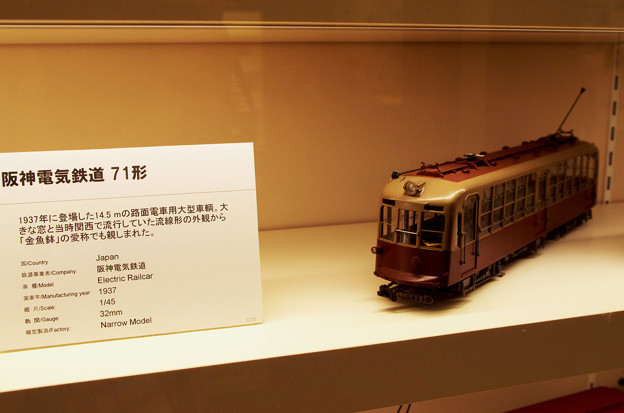 阪神電気鉄道 71形
1937年に登場した14.5 mの路面電車用大型車輌。大
きな窓と当時関西で流行していた流線形の外観から
「金魚鉢」の愛称でも親しまれた。
国/Country Japan
鉄道事業者/Company: 阪神電気鉄道
車 種/Model: Electric Railcar
実車年/Manufacturing year: 1937
縮 尺/Scale: 1/45
軌 間/Gauge: 32mm
模型製造/Factory: Narrow Model